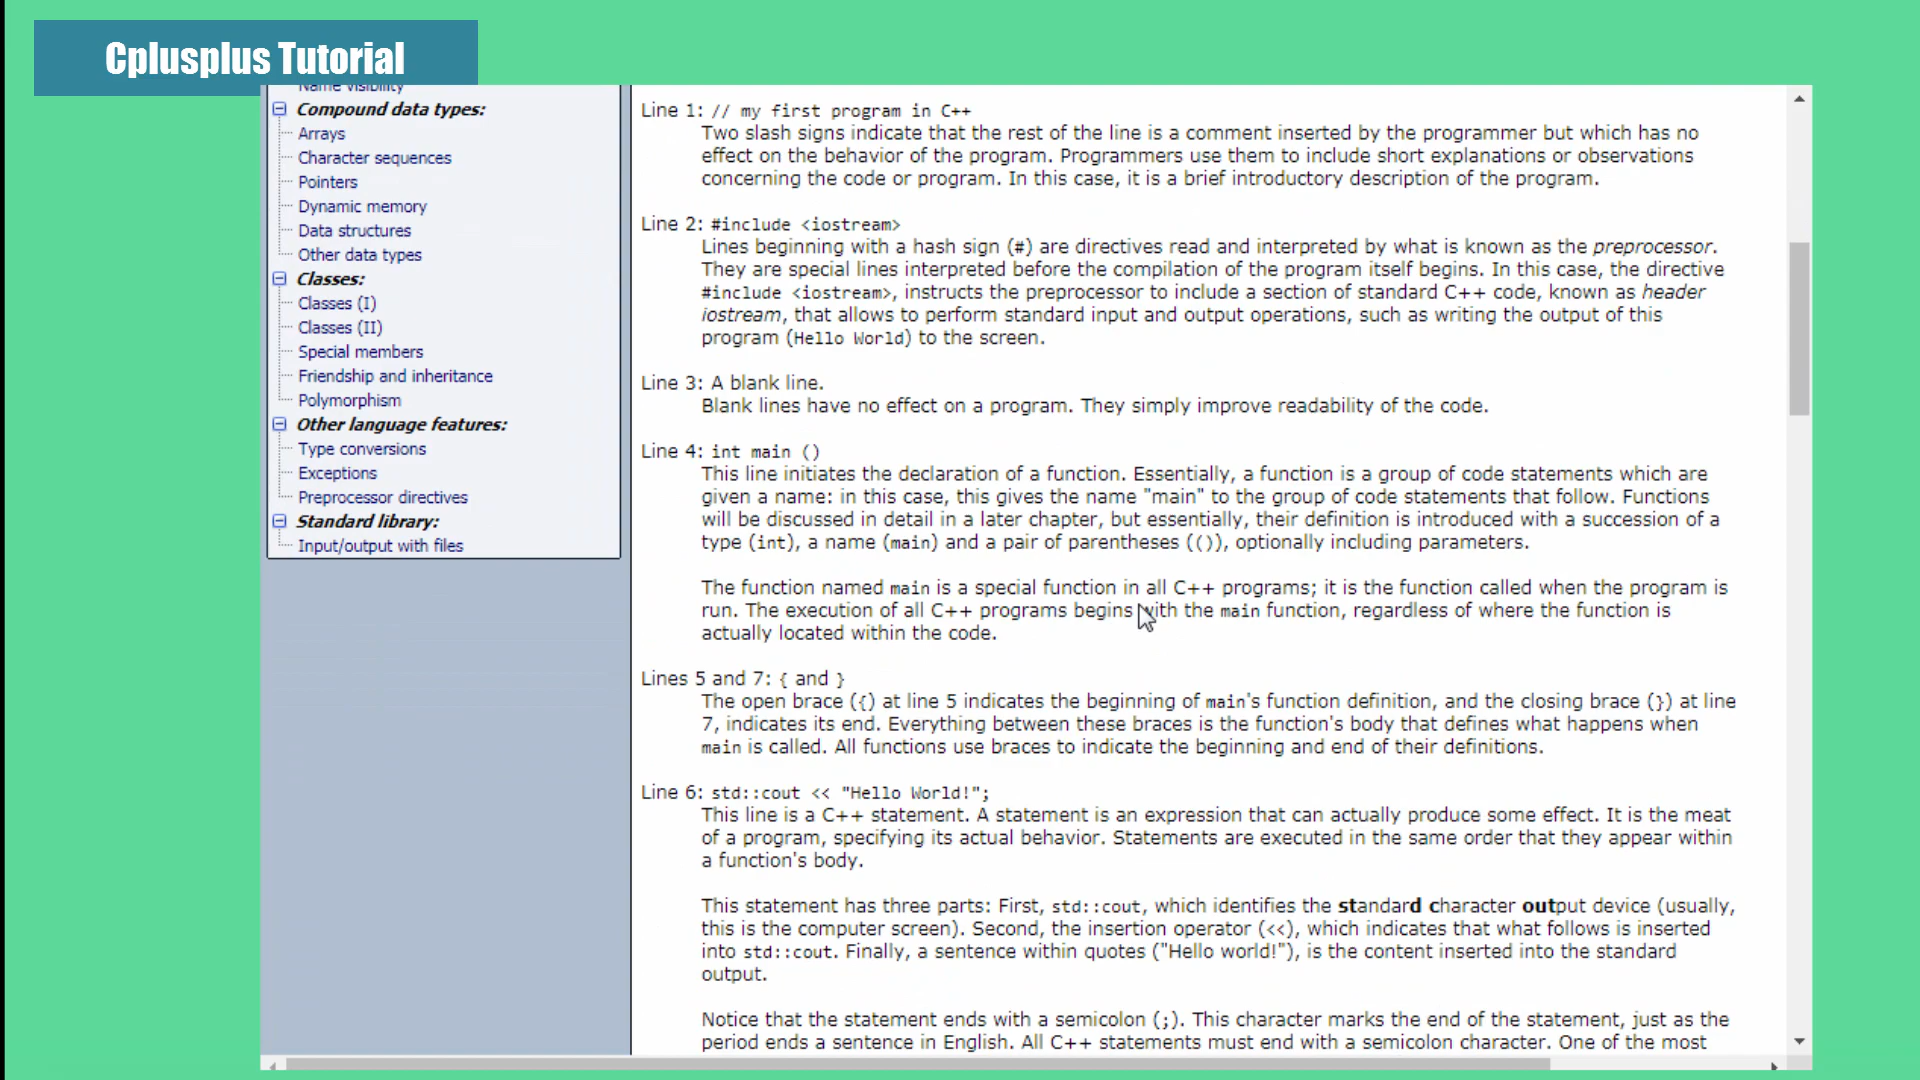 Cplusplus Tutorial
Name visibility
Compound data types:
Arrays
Character sequences
Pointers
Dynamic memory
Data structures
Other data types
Classes:
Classes (I)
Classes (II)
Special members
Friendship and inheritance
Polymorphism
Other language features:
Type conversions
Exceptions
Preprocessor directives
Standard library:
Input/output with files
Line 1: // my first program in C++
Two slash signs indicate that the rest of the line is a comment inserted by the programmer but which has no
effect on the behavior of the program. Programmers use them to include short explanations or observations
concerning the code or program. In this case, it is a brief introductory description of the program.
Line 2: #include <iostream>
Lines beginning with a hash sign (#) are directives read and interpreted by what is known as the preprocessor.
They are special lines interpreted before the compilation of the program itself begins. In this case, the directive
#include <iostream>, instructs the preprocessor to include a section of standard C++ code, known as header
iostream, that allows to perform standard input and output operations, such as writing the output of this
program (Hello World) to the screen.
Line 3: A blank line.
Blank lines have no effect on a program. They simply improve readability of the code.
Line 4: int main ()
This line initiates the declaration of a function. Essentially, a function is a group of code statements which are
given a name: in this case, this gives the name "main" to the group of code statements that follow. Functions
will be discussed in detail in a later chapter, but essentially, their definition is introduced with a succession of a
type (int), a name (main) and a pair of parentheses (()), optionally including parameters.
The function named main is a special function in all C++ programs; it is the function called when the program is
run. The execution of all C++ programs begins with the main function, regardless of where the function is
actually located within the code.
Lines 5 and 7: { and }
The open brace ({) at line 5 indicates the beginning of main's function definition, and the closing brace (}) at line
7, indicates its end. Everything between these braces is the function's body that defines what happens when
main is called. All functions use braces to indicate the beginning and end of their definitions.
Line 6: std::cout << "Hello World!";
This line is a C++ statement. A statement is an expression that can actually produce some effect. It is the meat
of a program, specifying its actual behavior. Statements are executed in the same order that they appear within
a function's body.
This statement has three parts: First, std::cout, which identifies the standard character output device (usually,
this is the computer screen). Second, the insertion operator (<<), which indicates that what follows is inserted
into std::cout. Finally, a sentence within quotes ("Hello world!"), is the content inserted into the standard
output.
Notice that the statement ends with a semicolon (;). This character marks the end of the statement, just as the
period ends a sentence in English. All C++ statements must end with a semicolon character. One of the most